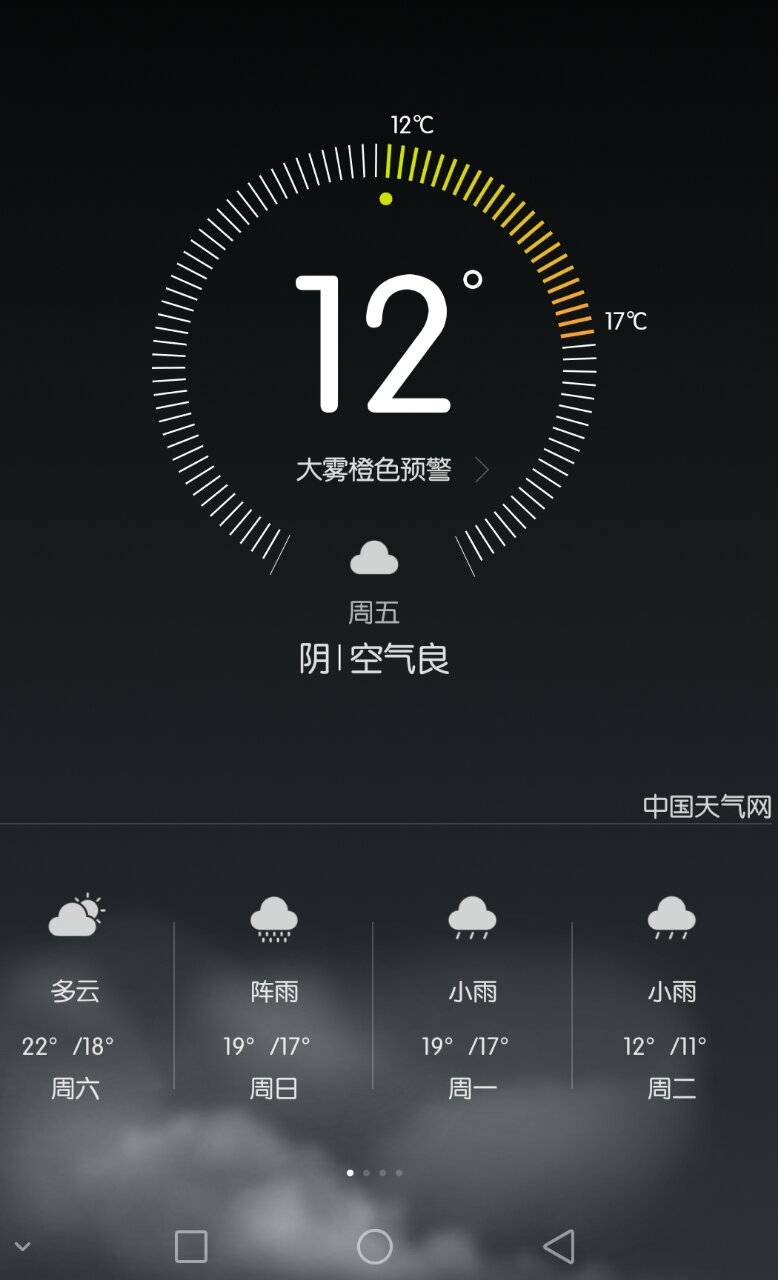 12℃
17℃
12°
大雾橙色预警
周五
阴|空气良
中国天气网
多云 阵雨 小雨 小雨
22° /18° 19° /17° 19° /17° 12° /11°
周六 周日 周一 周二